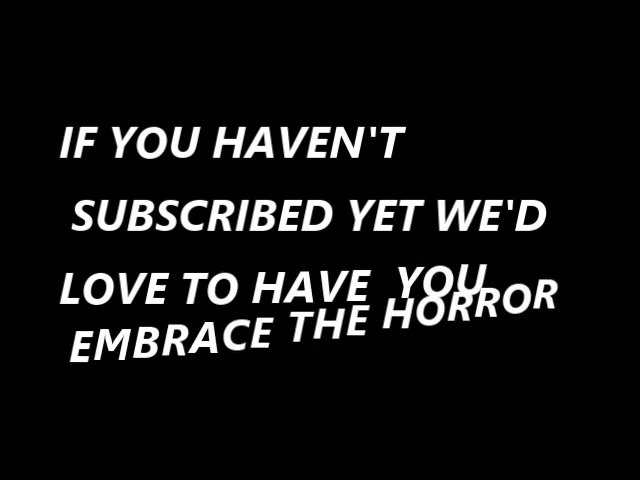 IF YOU HAVEN'T
SUBSCRIBED YET WE'D
LOVE TO HAVE YOU
EMBRACE THE HORROR